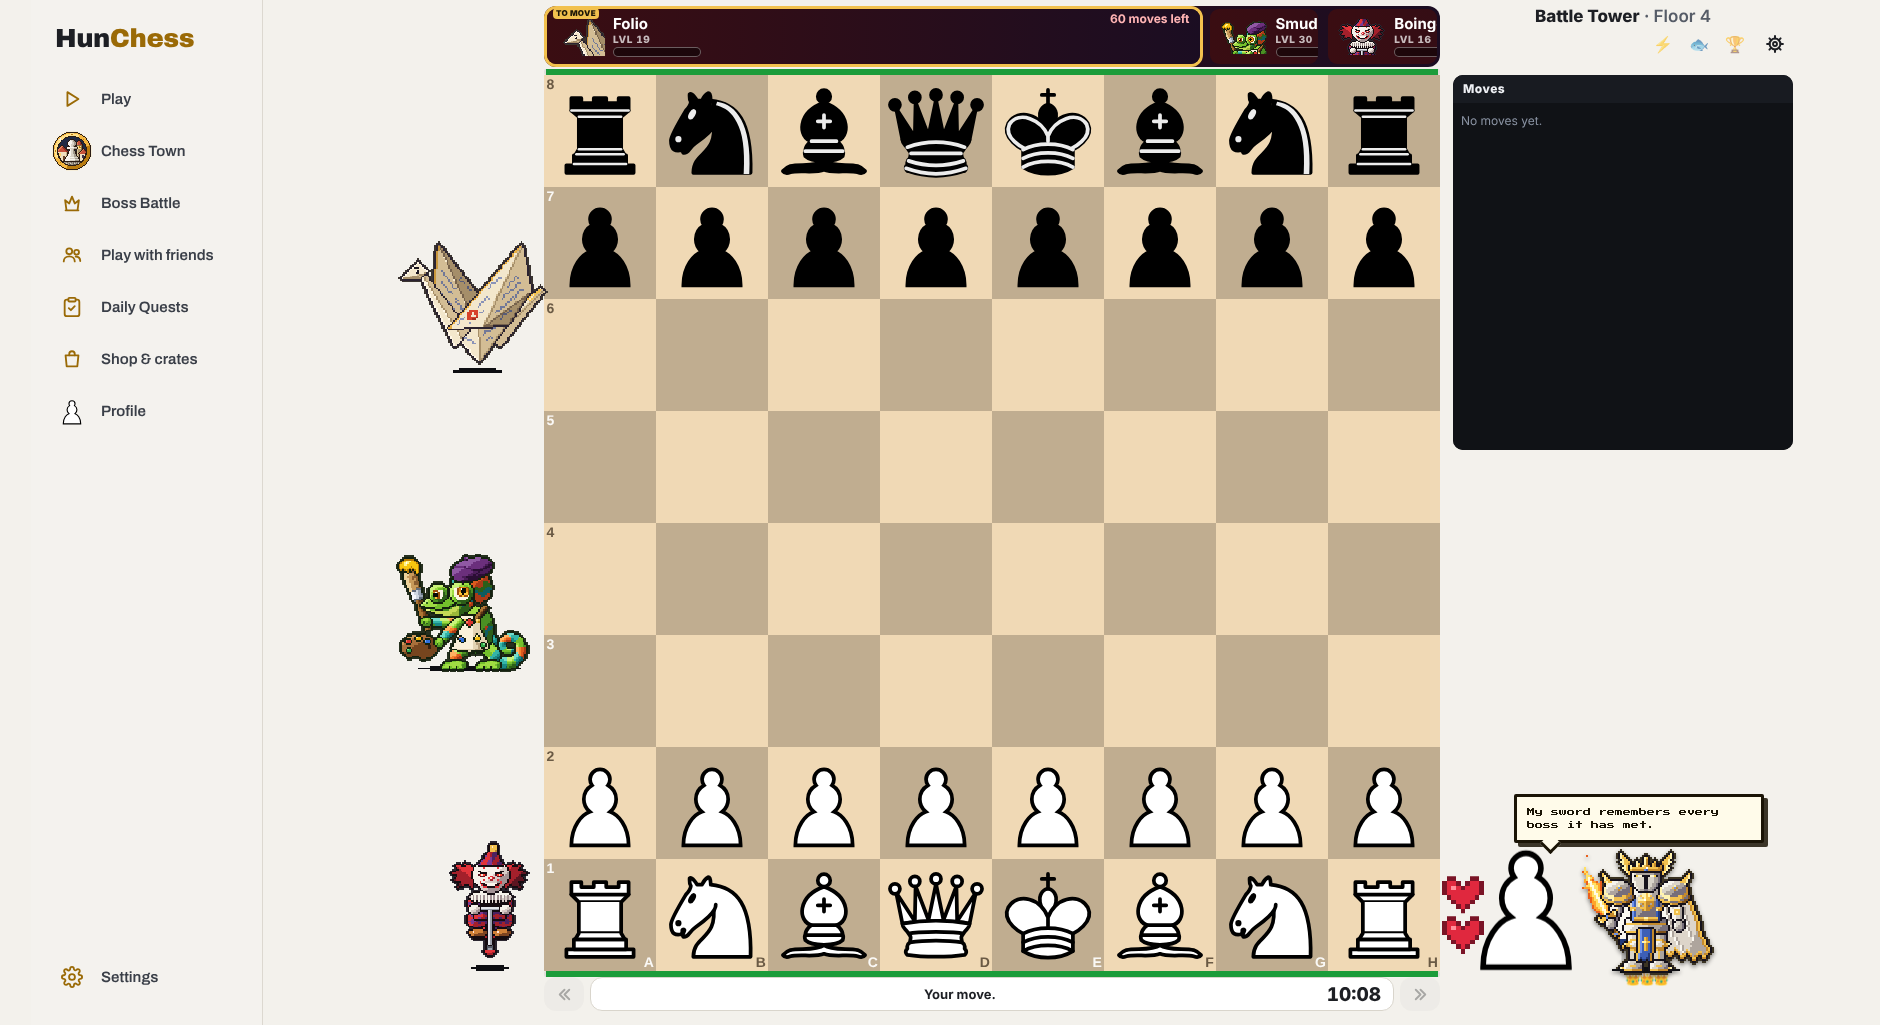 HunChess
Play
Chess Town
Boss Battle
Play with friends
Daily Quests
Shop & crates
Profile
Settings
TO MOVE
Folio
LVL 19
60 moves left
Smud
LVL 30
Boing
LVL 16
8
7
6
5
4
3
2
1
A B C D E F G H
Your move.
10:08
Battle Tower · Floor 4
Moves
No moves yet.
My sword remembers every
boss it has met.